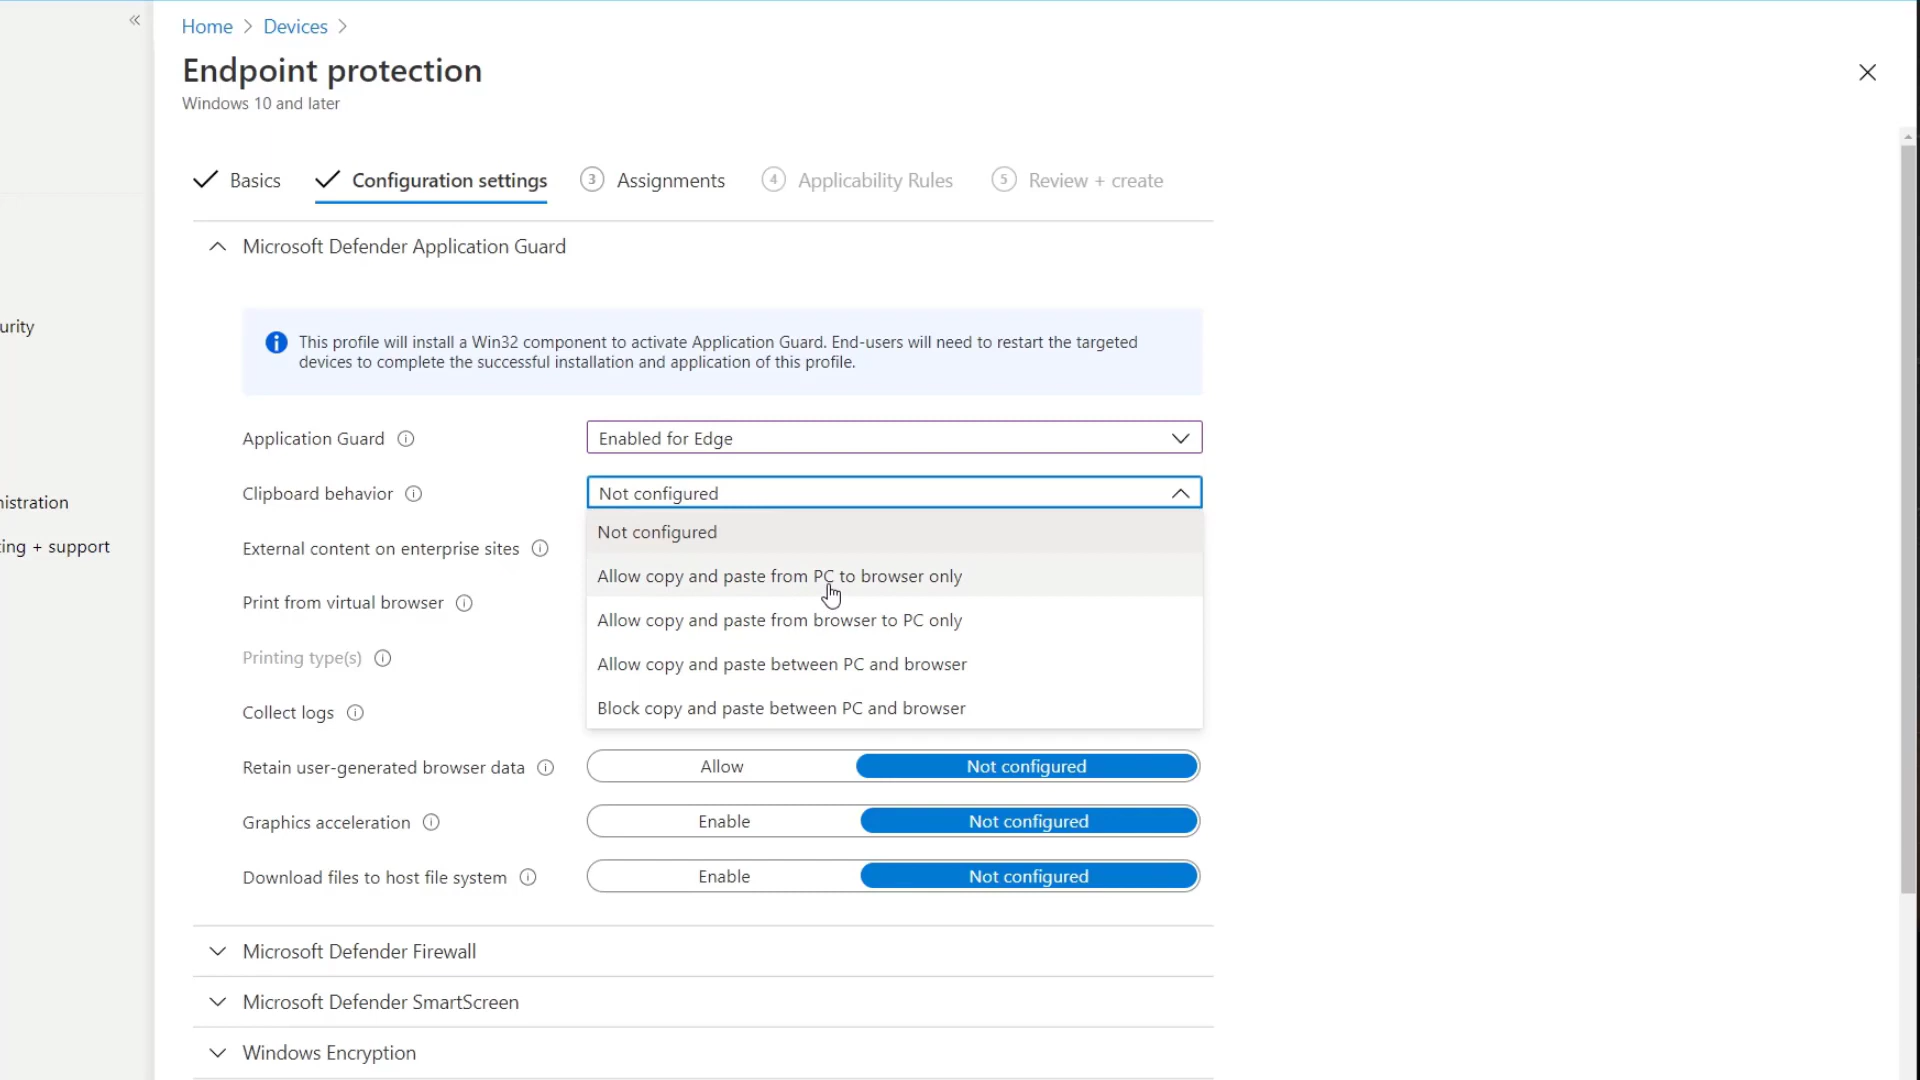 «
Home > Devices >
Endpoint protection
Windows 10 and later
Basics
Configuration settings
3 Assignments
4 Applicability Rules
5 Review + create
Microsoft Defender Application Guard
This profile will install a Win32 component to activate Application Guard. End-users will need to restart the targeted
devices to complete the successful installation and application of this profile.
Application Guard
Enabled for Edge
Clipboard behavior
Not configured
Not configured
Allow copy and paste from PC to browser only
Allow copy and paste from browser to PC only
Allow copy and paste between PC and browser
Block copy and paste between PC and browser
External content on enterprise sites
Print from virtual browser
Printing type(s)
Collect logs
Retain user-generated browser data
Allow
Not configured
Graphics acceleration
Enable
Not configured
Download files to host file system
Enable
Not configured
Microsoft Defender Firewall
Microsoft Defender SmartScreen
Windows Encryption
urity
nistration
ting + support